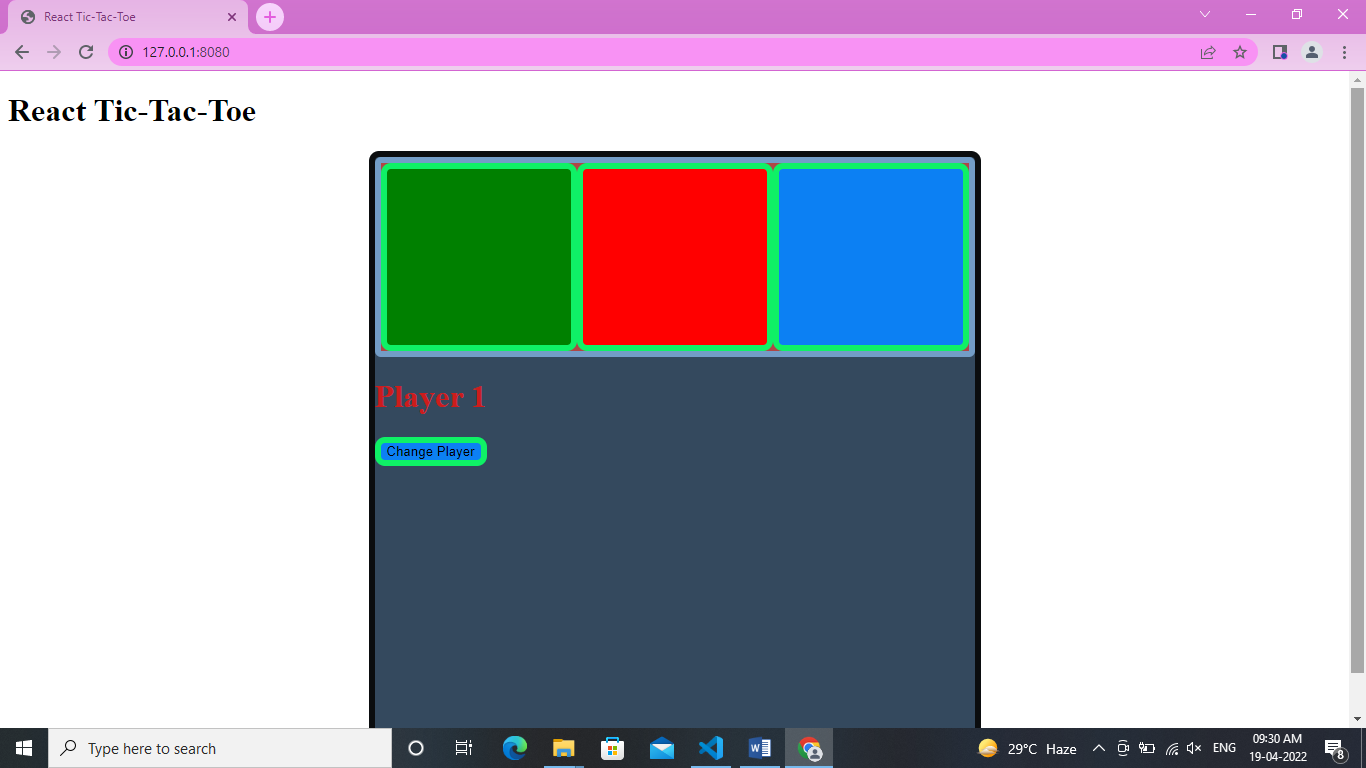 React Tic-Tac-Toe
127.0.0.1:8080
React Tic-Tac-Toe
Player 1
Change Player
Type here to search
29°C Haze
ENG
09:30 AM
19-04-2022
8